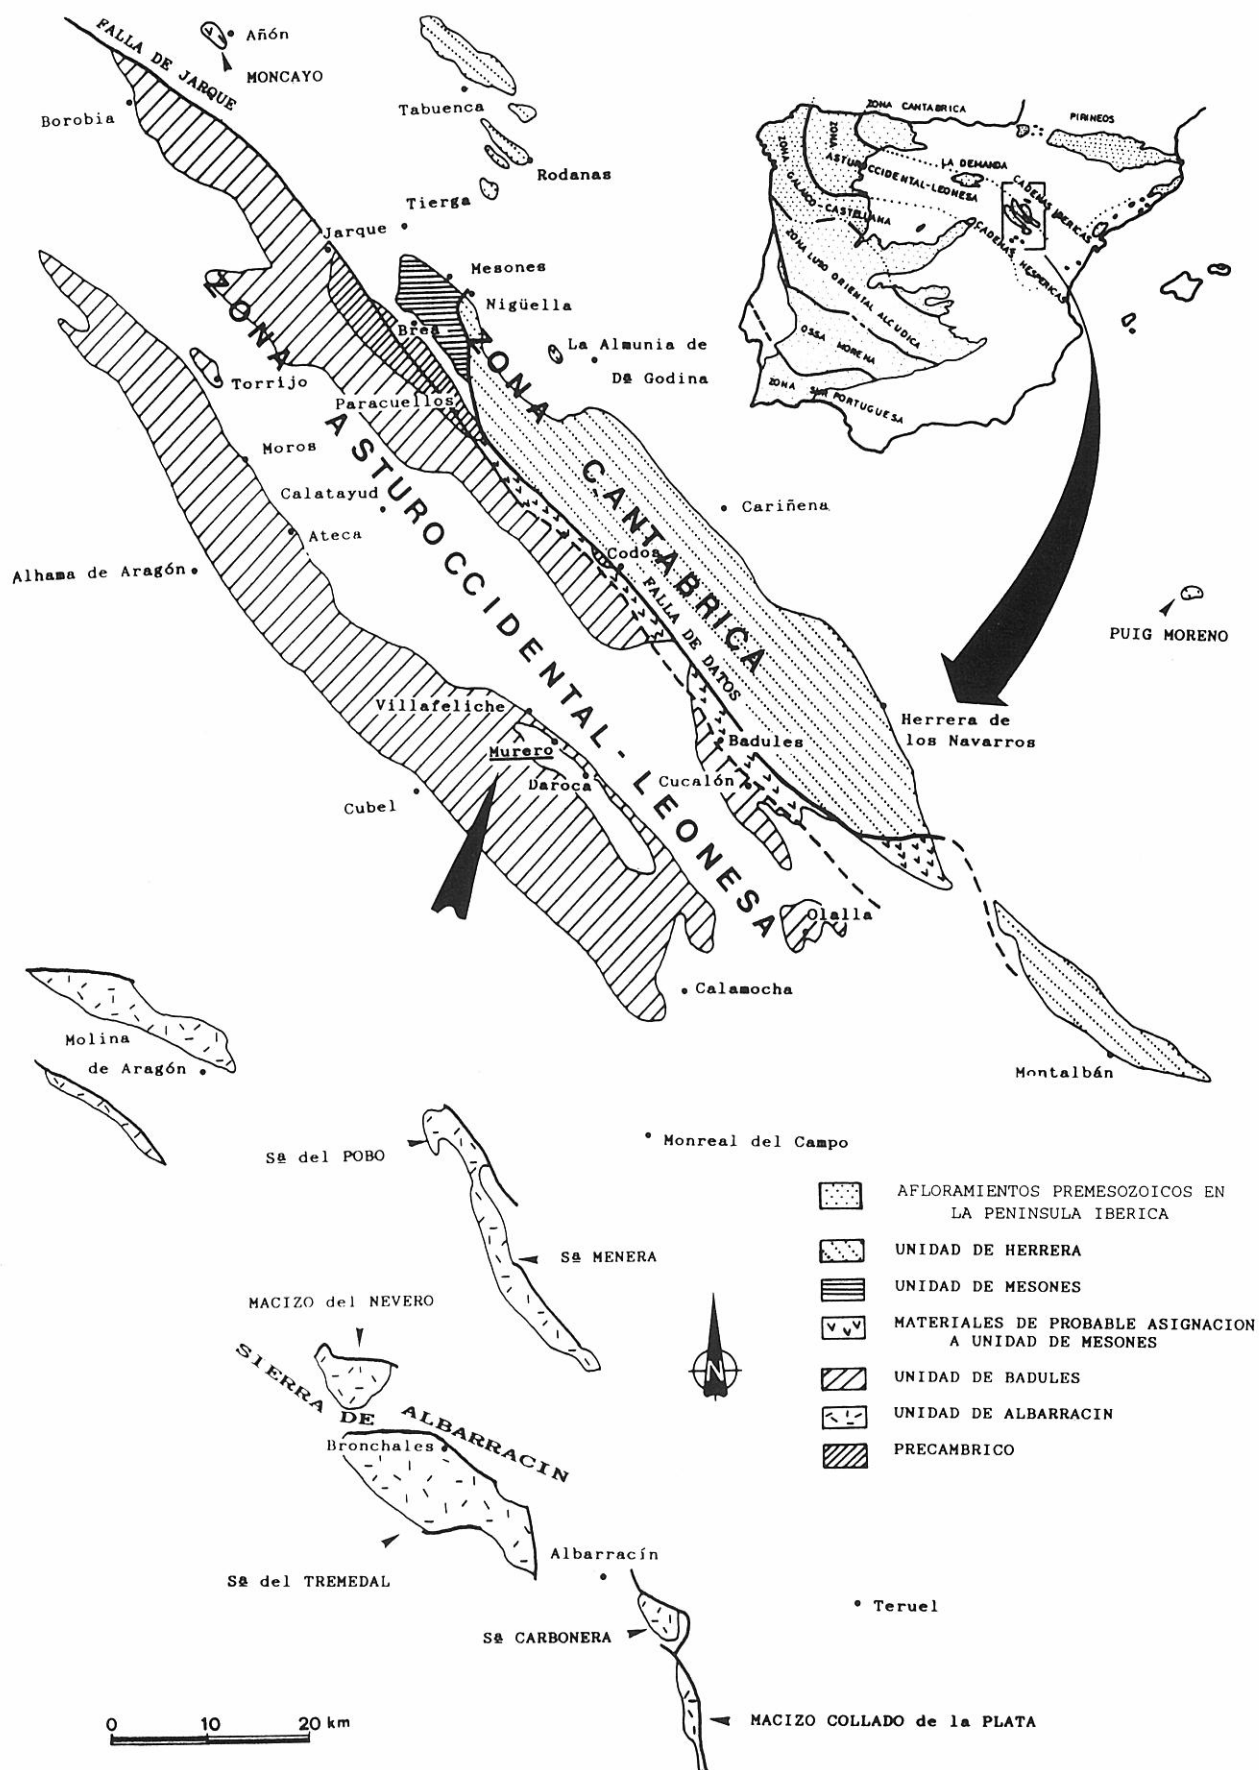 FALLA DE JARQUE
Añón
MONCAYO
Borobia
Tabuenca
Rodanas
Tierga
Jarque
Mesones
Nigüella
Brea
La Almunia de
Dª Godina
Torrijo
Paracuellos
Moros
Calatayud
Ateca
Alhama de Aragón
Cariñena
Codos
FALLA DE DATOS
ZONA CANTABRICA
ZONA ASTUROCCIDENTAL-LEONESA
Villafeliche
Murero
Daroca
Cubel
Badules
Cucalón
Herrera de
los Navarros
Olalla
Calamocha
Montalbán
PUIG MORENO
ZONA CANTABRICA
PIRINEOS
ZONA
ASTUROCCIDENTAL-LEONESA
LA DEMANDA
CADENAS IBERICAS
ZONA GALAICO-CASTELLANA
CADENAS HESPERICAS
ZONA LUSO ORIENTAL ALCUDICA
OSSA MORENA
ZONA SUR PORTUGUESA
Molina
de Aragón
Sª del POBO
Monreal del Campo
Sª MENERA
MACIZO del NEVERO
SIERRA DE ALBARRACIN
Bronchales
Sª del TREMEDAL
Albarracín
Sª CARBONERA
Teruel
MACIZO COLLADO de la PLATA
AFLORAMIENTOS PREMESOZOICOS EN
LA PENINSULA IBERICA
UNIDAD DE HERRERA
UNIDAD DE MESONES
MATERIALES DE PROBABLE ASIGNACION
A UNIDAD DE MESONES
UNIDAD DE BADULES
UNIDAD DE ALBARRACIN
PRECAMBRICO
N
0 10 20 km